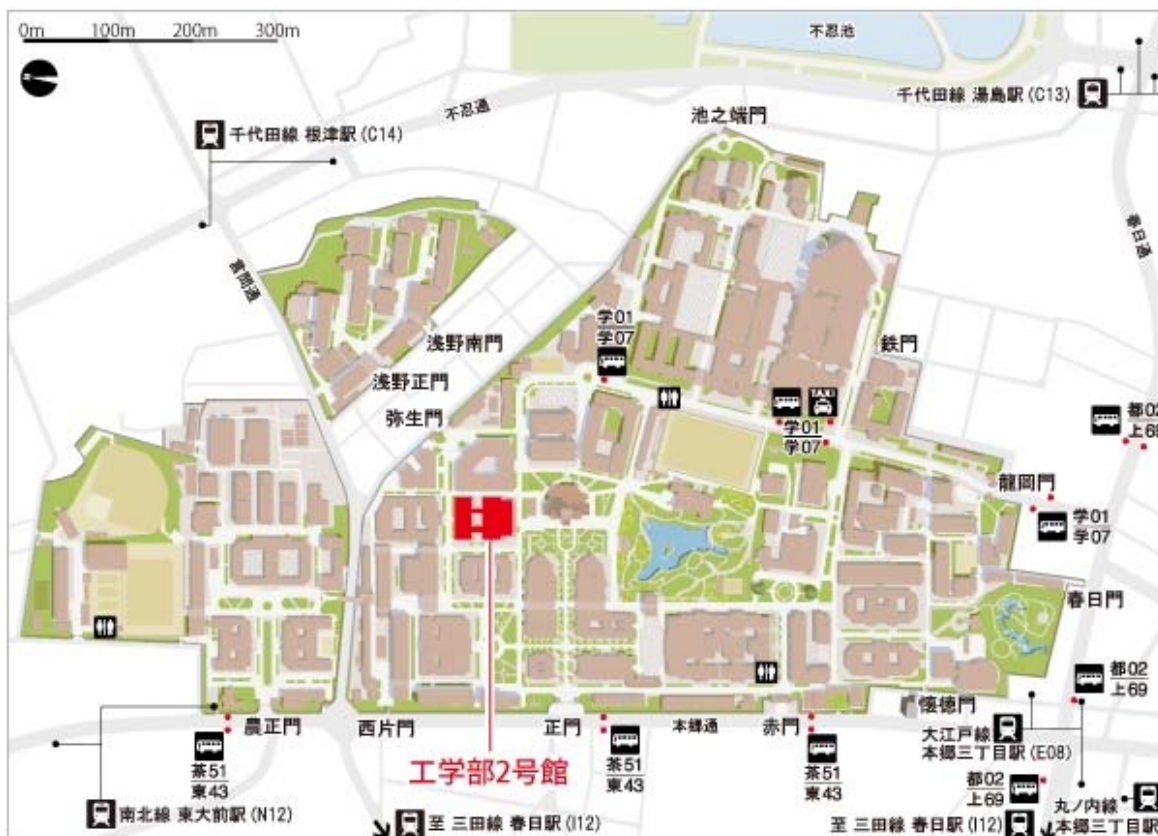 0m 100m 200m 300m
不忍池
千代田線 湯島駅 (C13)
池之端門
不忍通
千代田線 根津駅 (C14)
春日通
言問通
学01
学07
浅野南門
鉄門
浅野正門
TAXI
弥生門
学01
学07
都02
上69
龍岡門
学01
学07
春日門
都02
上69
懐徳門
農正門
西片門
正門
本郷通
赤門
大江戸線
本郷三丁目駅 (E08)
茶51
東43
工学部2号館
茶51
東43
茶51
東43
都02
上69
南北線 東大前駅 (N12)
至 三田線 春日駅 (I12)
至 三田線 春日駅 (I12)
丸ノ内線
本郷三丁目駅